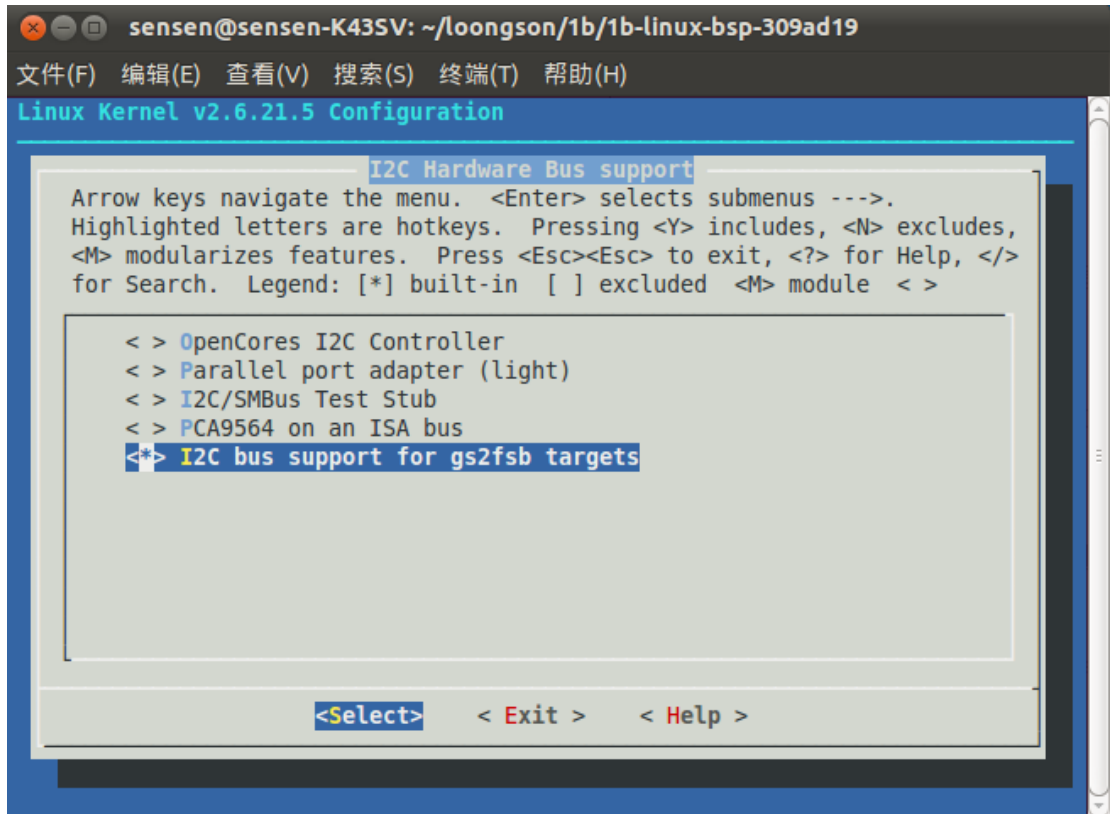 sensen@sensen-K43SV: ~/loongson/1b/1b-linux-bsp-309ad19
文件(F) 编辑(E) 查看(V) 搜索(S) 终端(T) 帮助(H)
Linux Kernel v2.6.21.5 Configuration
I2C Hardware Bus support
Arrow keys navigate the menu. <Enter> selects submenus --->.
Highlighted letters are hotkeys. Pressing <Y> includes, <N> excludes,
<M> modularizes features. Press <Esc><Esc> to exit, <?> for Help, </>
for Search. Legend: [*] built-in [ ] excluded <M> module < >
< > OpenCores I2C Controller
< > Parallel port adapter (light)
< > I2C/SMBus Test Stub
< > PCA9564 on an ISA bus
<*> I2C bus support for gs2fsb targets
<Select> < Exit > < Help >